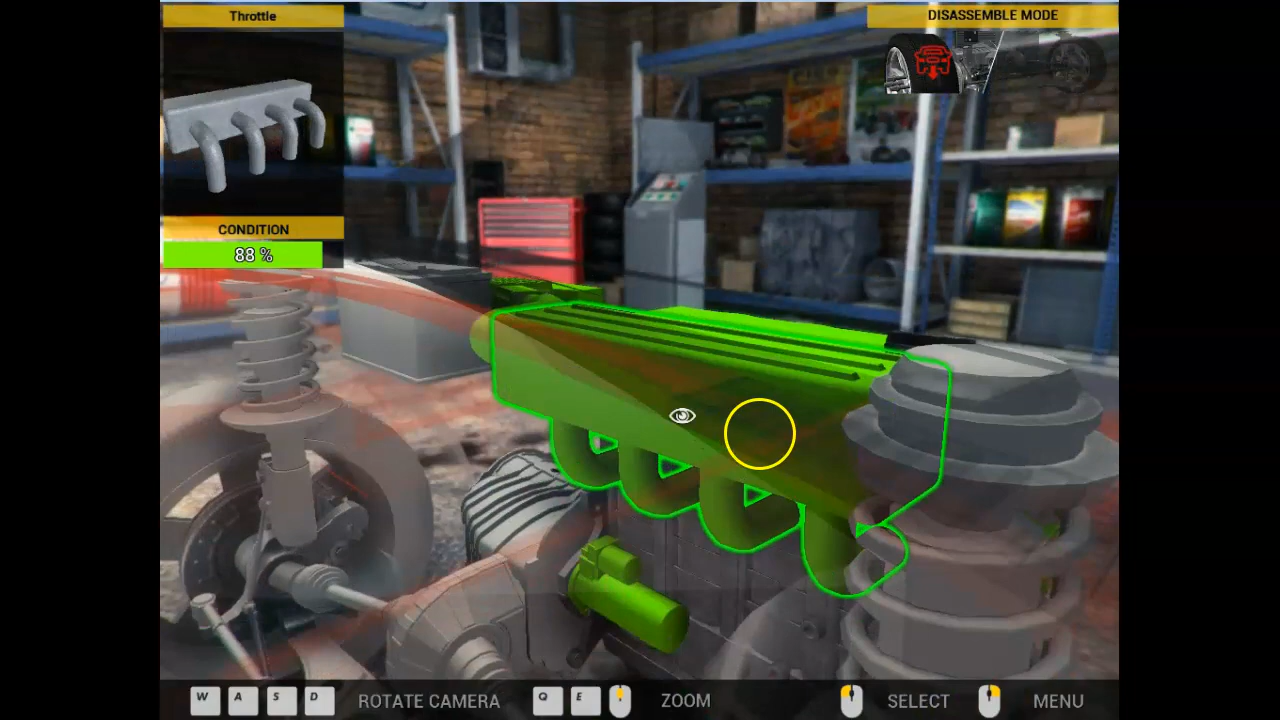 Throttle
DISASSEMBLE MODE
CONDITION
88 %
W A S D ROTATE CAMERA Q E ZOOM SELECT MENU